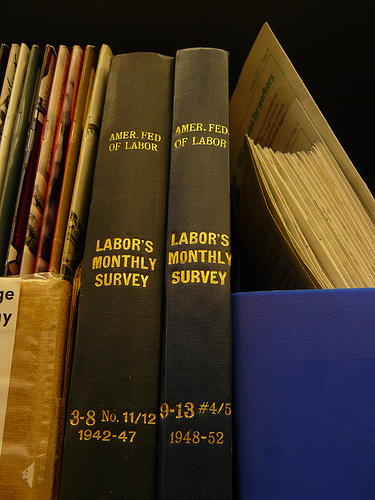 AMER. FED
OF LABOR
LABOR'S
MONTHLY
SURVEY
3-8 No. 11/12
1942-47
AMER. FED.
OF LABOR
LABOR'S
MONTHLY
SURVEY
9-13 #4/5
1948-52